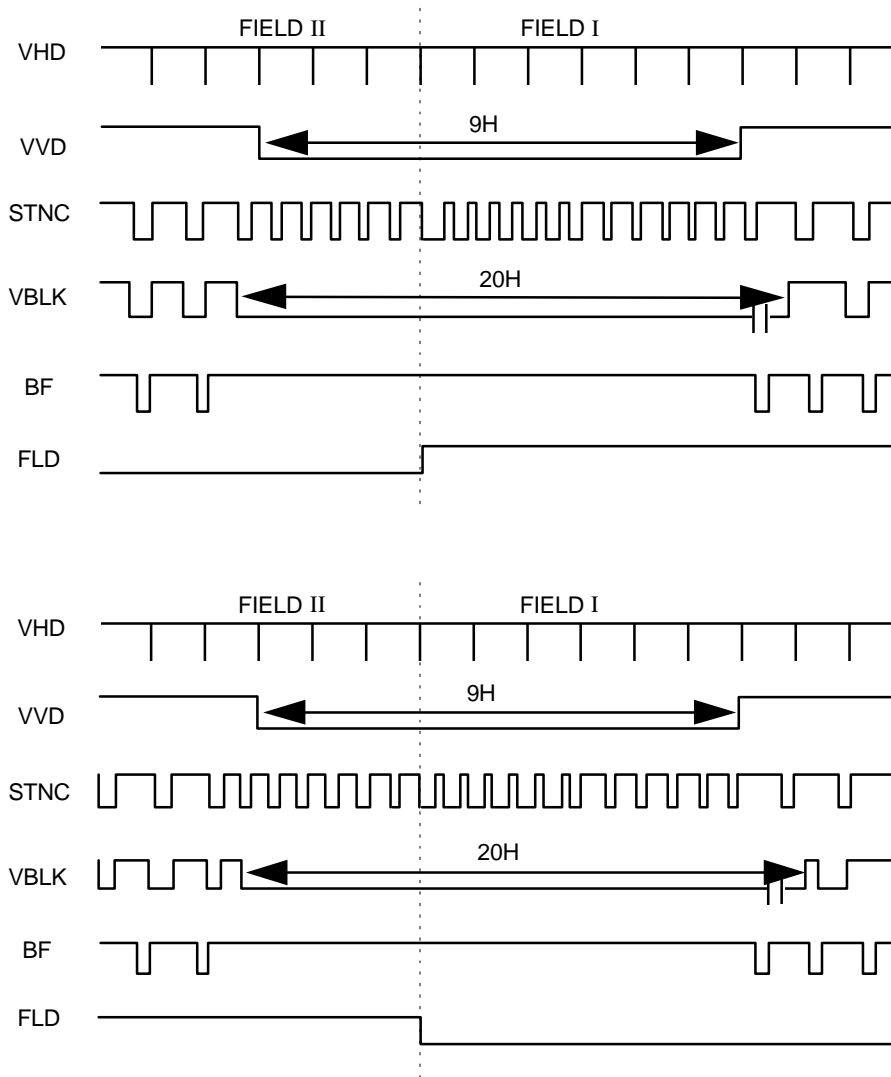 FIELD II FIELD I
VHD
9H
VVD
STNC
20H
VBLK
BF
FLD
FIELD II FIELD I
VHD
9H
VVD
STNC
20H
VBLK
BF
FLD